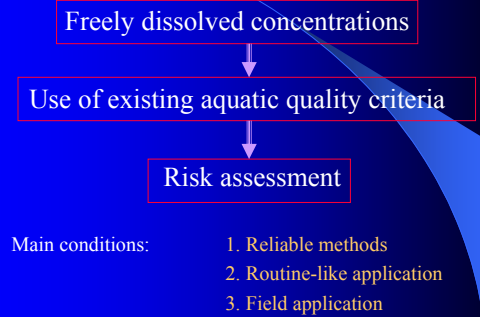 Freely dissolved concentrations
Use of existing aquatic quality criteria
Risk assessment
Main conditions: 1. Reliable methods
2. Routine-like application
3. Field application